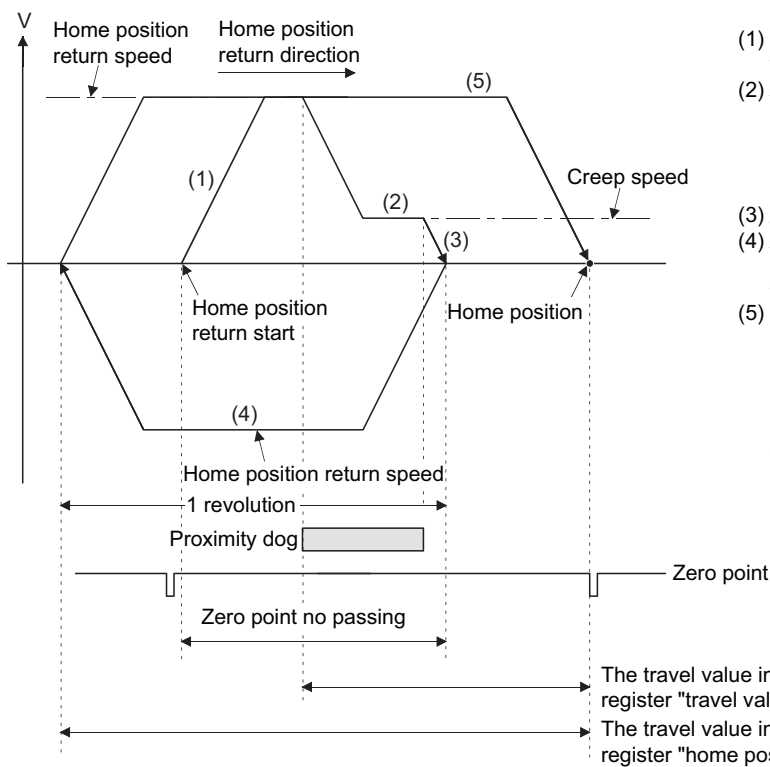 V
Home position
return speed
Home position
return direction
(1)
(5)
(2)
(1)
Creep speed
(2)
(3)
(3)
(4)
Home position
return start
Home position
(5)
(4)
Home position return speed
1 revolution
Proximity dog
Zero point
Zero point no passing
The travel value in
register "travel val
The travel value in
register "home pos